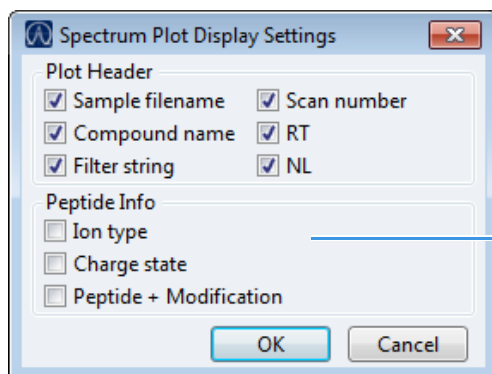 Spectrum Plot Display Settings
Plot Header
Sample filename Scan number
Compound name RT
Filter string NL
Peptide Info
Ion type
Charge state
Peptide + Modification
OK Cancel